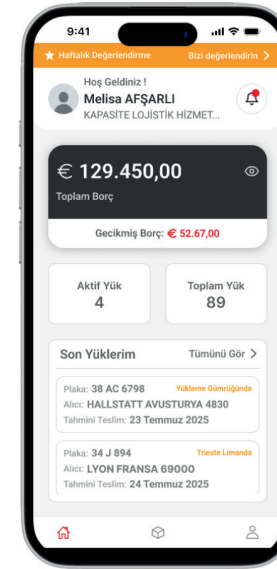 9:41
Haftalık Değerlendirme Bizi değerlendirin
Hoş Geldiniz !
Melisa AFŞARLI
KAPASİTE LOJİSTİK HİZMET...
€ 129.450,00
Toplam Borç
Gecikmiş Borç: € 52.67,00
Aktif Yük
4
Toplam Yük
89
Son Yüklerim Tümünü Gör
Plaka: 38 AC 6798 Yükleme Gümrüğünde
Alıcı: HALLSTATT AVUSTURYA 4830
Tahmini Teslim: 23 Temmuz 2025
Plaka: 34 J 894 Trieste Limanda
Alıcı: LYON FRANSA 69000
Tahmini Teslim: 24 Temmuz 2025